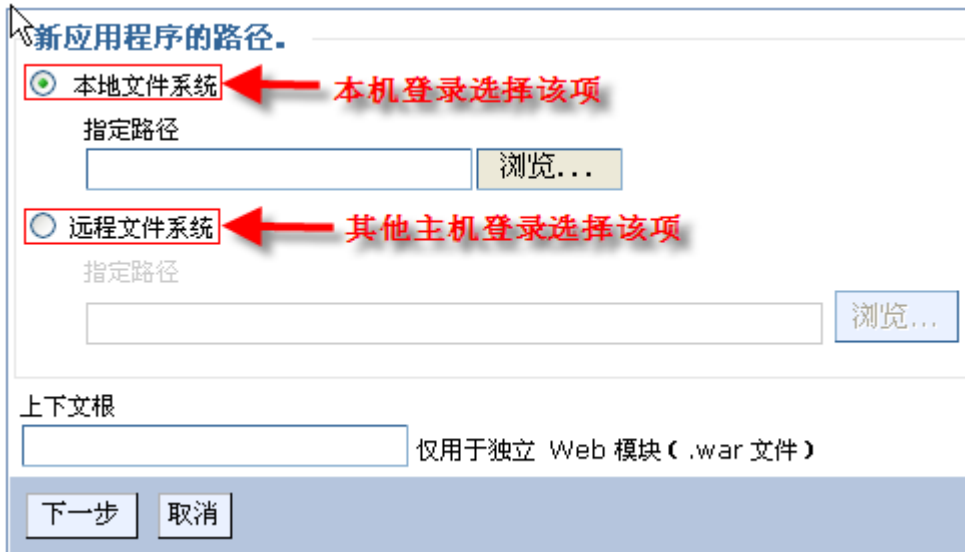 新应用程序的路径。
本地文件系统 本机登录选择该项
指定路径
浏览...
远程文件系统 其他主机登录选择该项
指定路径
浏览...
上下文根
仅用于独立 Web 模块( .war 文件)
下一步 取消